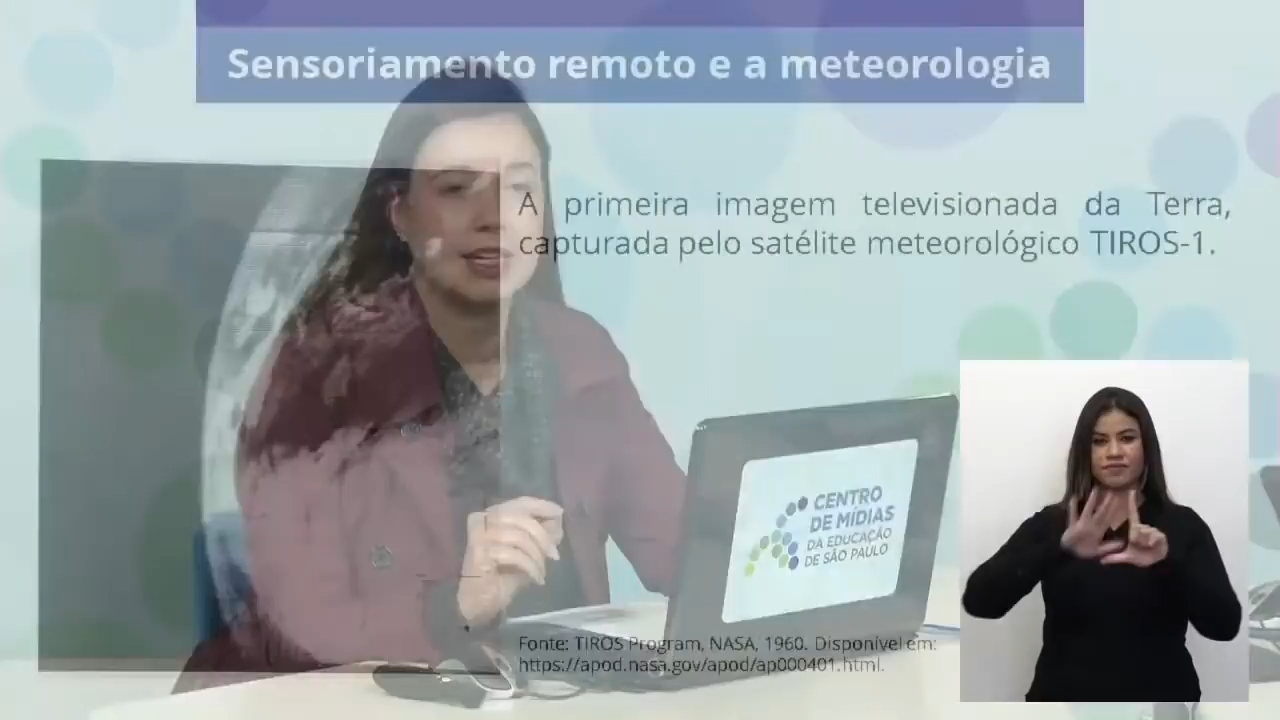 Sensoriamento remoto e a meteorologia
A primeira imagem televisionada da Terra,
capturada pelo satélite meteorológico TIROS-1.
CENTRO
DE MÍDIAS
DA EDUCAÇÃO
DE SÃO PAULO
Fonte: TIROS Program, NASA, 1960. Disponível em:
https://apod.nasa.gov/apod/ap000401.html.